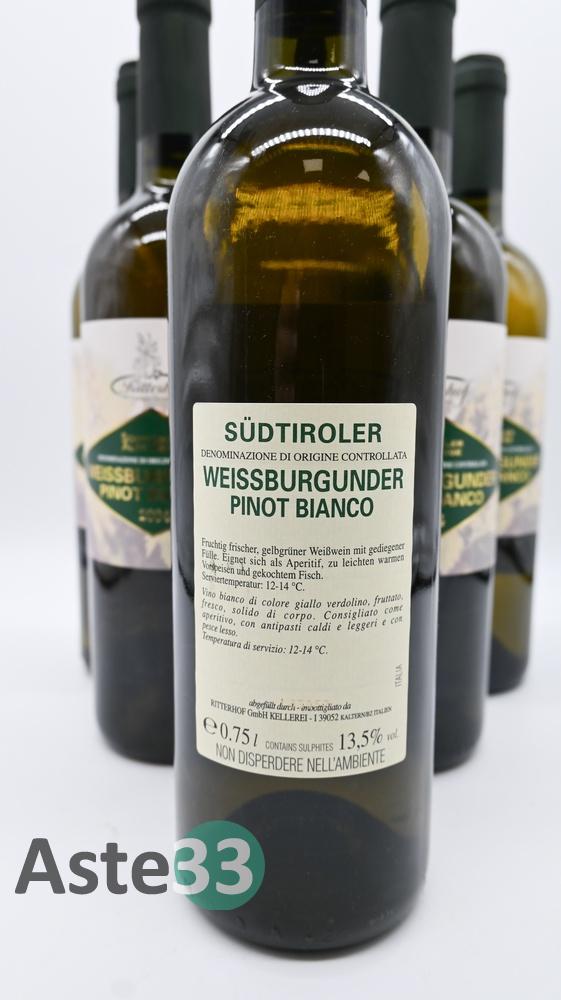 SÜDTIROLER
DENOMINAZIONE DI ORIGINE CONTROLLATA
WEISSBURGUNDER
PINOT BIANCO
Fruchtig frischer, gelbgrüner Weißwein mit gediegener
Fülle. Eignet sich als Aperitif, zu leichten warmen
Vorspeisen und gekochtem Fisch.
Serviertemperatur: 12-14 °C.
Vino bianco di colore giallo verdolino, fruttato,
fresco, solido di corpo. Consigliato come
aperitivo, con antipasti caldi e leggeri e con
pesce lesso.
Temperatura di servizio: 12-14 °C.
ITALIA
abgefüllt durch - imbottigliato da
RITTERHOF GmbH KELLEREI - I 39052 KALTERN/BZ ITALIEN
e 0.75 l CONTAINS SULPHITES 13,5% vol.
NON DISPERDERE NELL'AMBIENTE
WEISSBURG
PINOT
BIANCO
Aste33